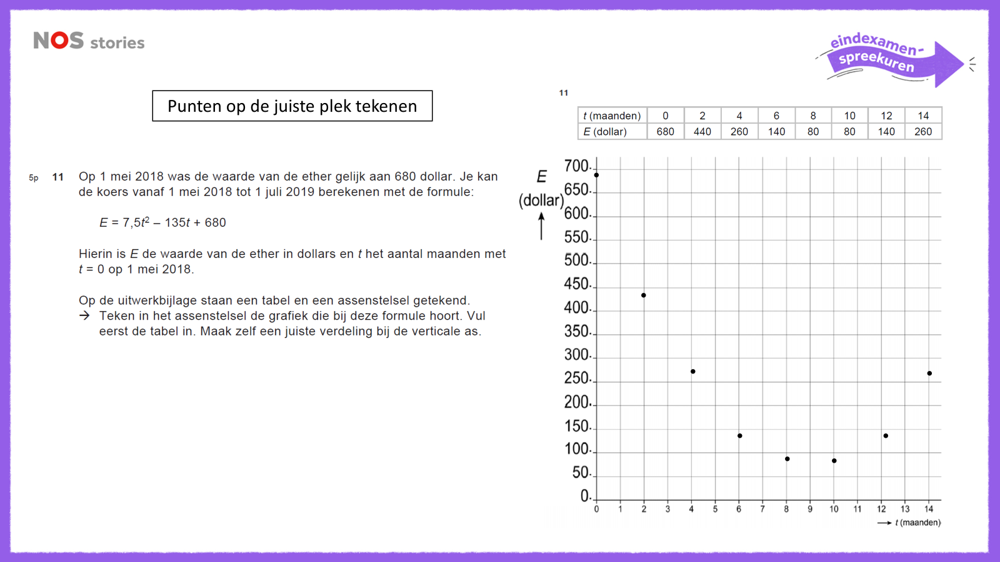 NOS stories
eindexamen-
spreekuren
Punten op de juiste plek tekenen
5p 11 Op 1 mei 2018 was de waarde van de ether gelijk aan 680 dollar. Je kan
de koers vanaf 1 mei 2018 tot 1 juli 2019 berekenen met de formule:
E = 7,5t² – 135t + 680
Hierin is E de waarde van de ether in dollars en t het aantal maanden met
t = 0 op 1 mei 2018.
Op de uitwerkbijlage staan een tabel en een assenstelsel getekend.
→ Teken in het assenstelsel de grafiek die bij deze formule hoort. Vul
eerst de tabel in. Maak zelf een juiste verdeling bij de verticale as.
11
t (maanden) 0 2 4 6 8 10 12 14
E (dollar) 680 440 260 140 80 80 140 260
E
(dollar)
700
650
600
550
500
450
400
350
300
250
200
150
100
50
0
0 1 2 3 4 5 6 7 8 9 10 11 12 13 14
→ t (maanden)